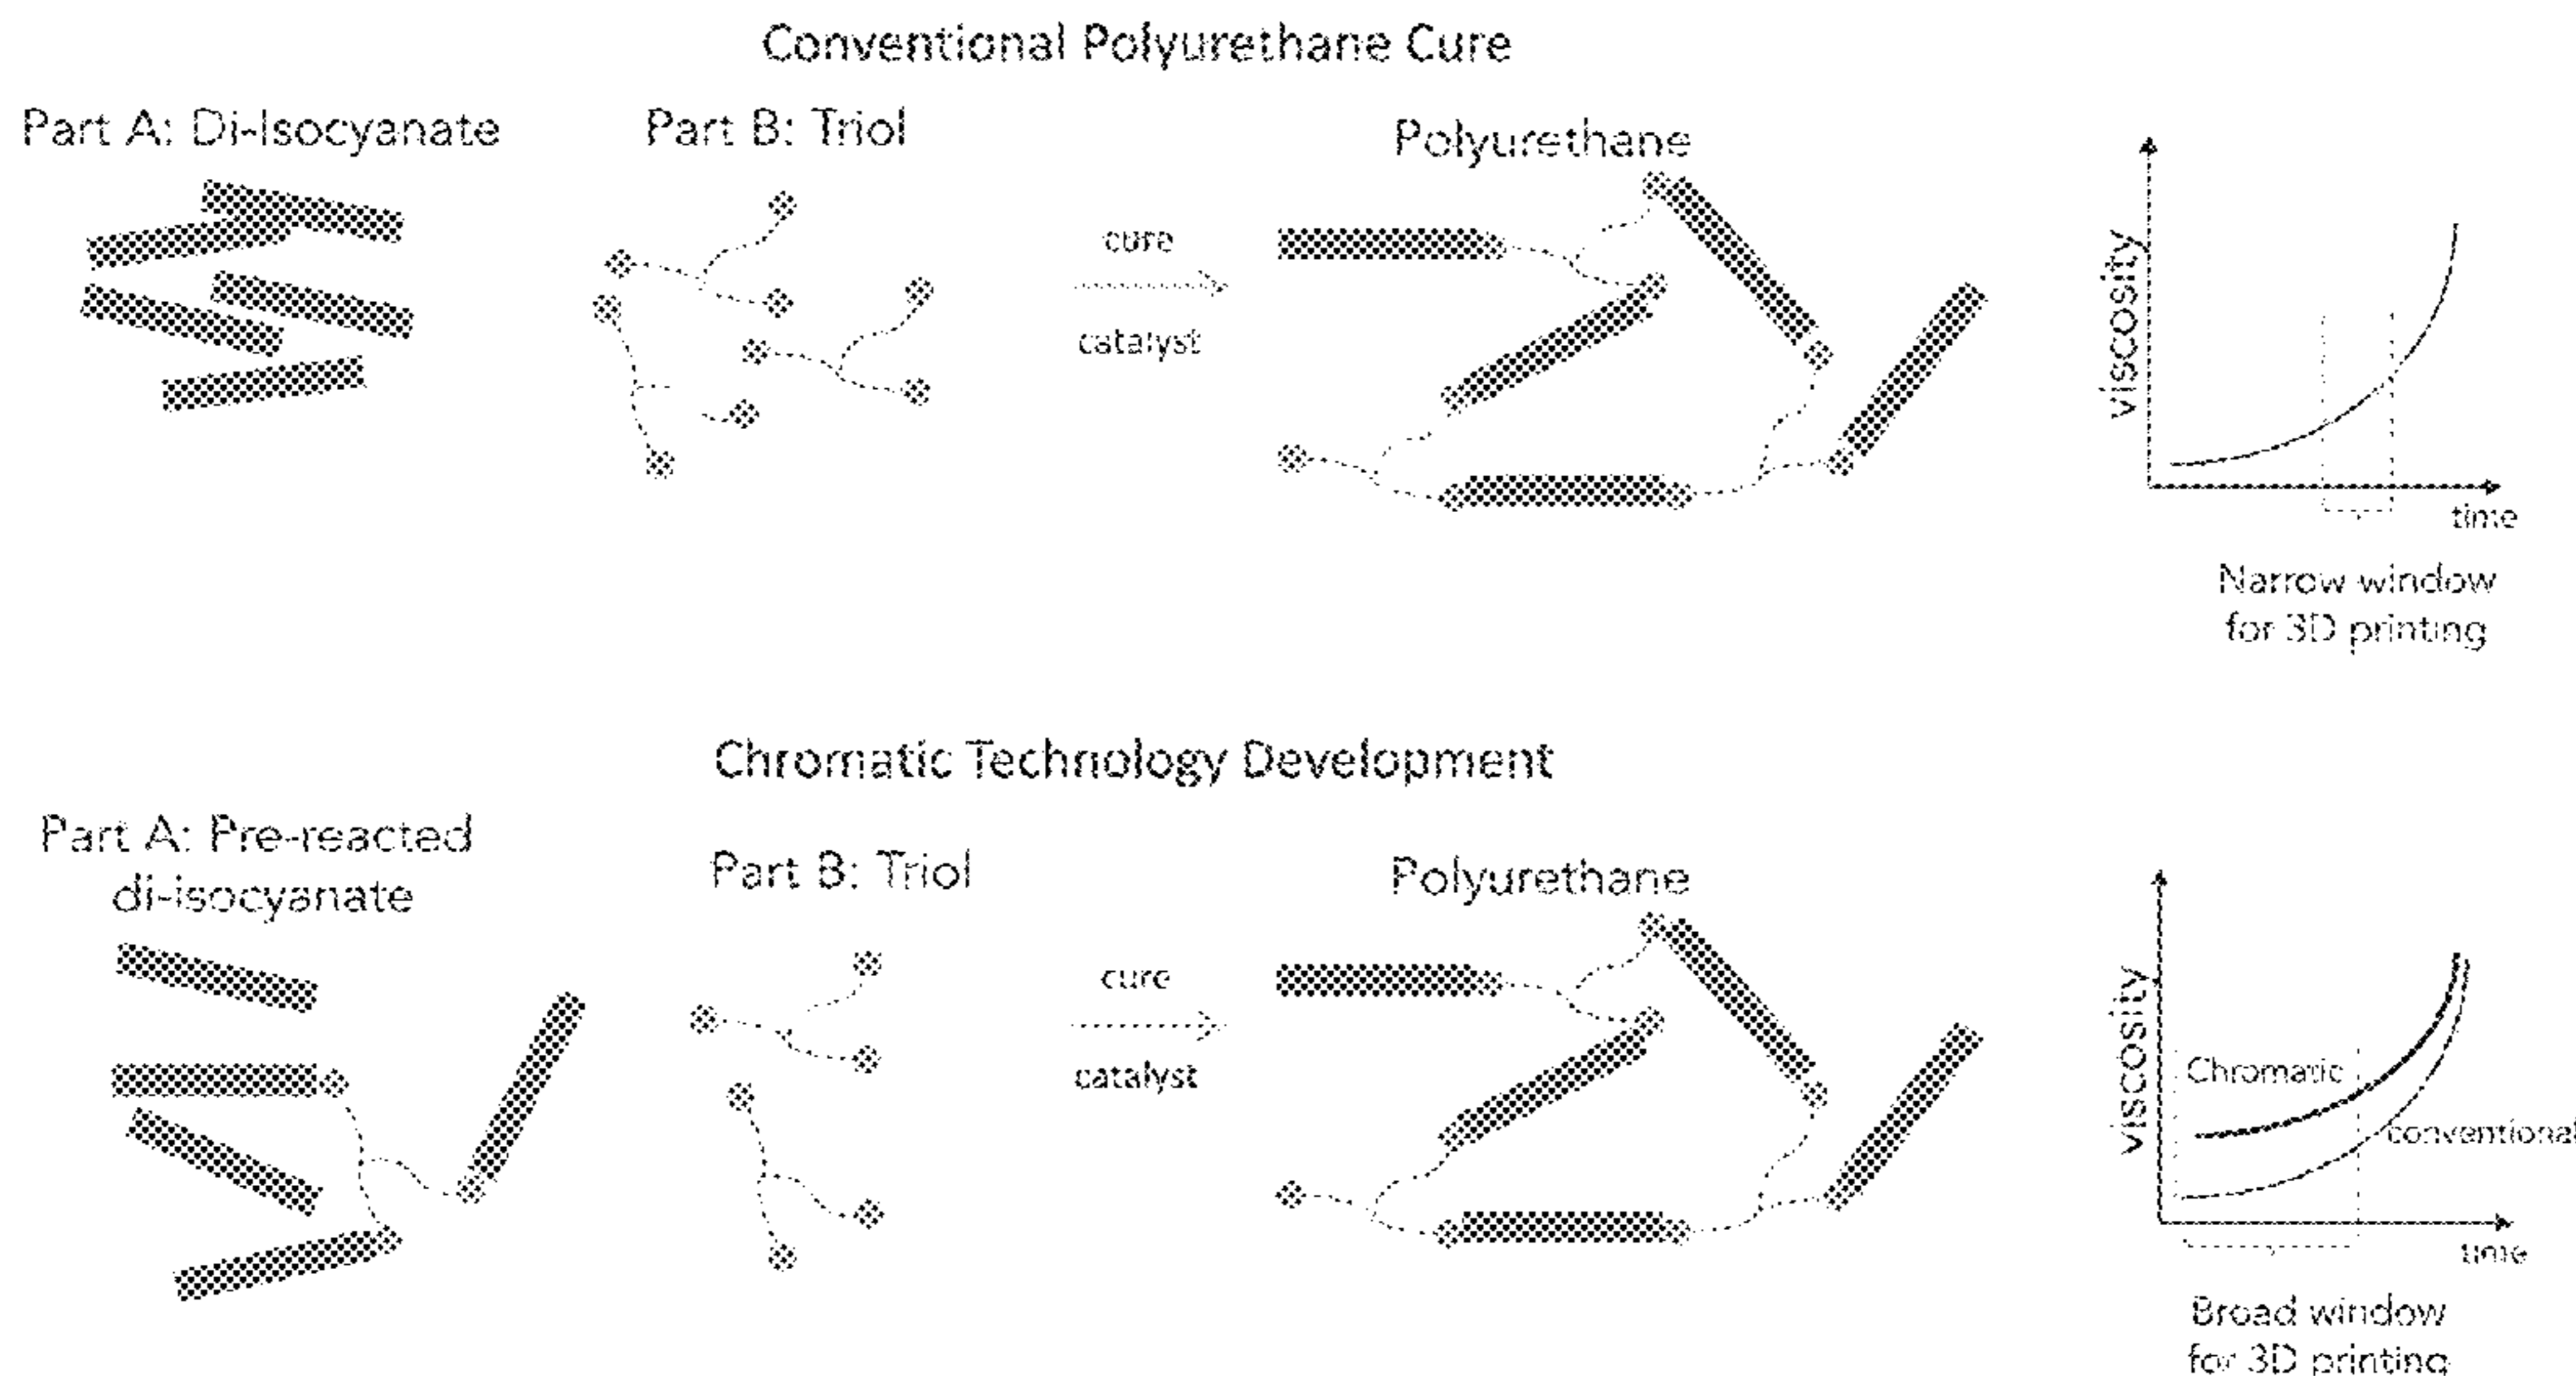 Conventional Polyurethane Cure
Part A: Di-Isocyanate
Part B: Triol
cure
catalyst
Polyurethane
viscosity
time
Narrow window
for 3D printing
Chromatic Technology Development
Part A: Pre-reacted
di-isocyanate
Part B: Triol
cure
catalyst
Polyurethane
viscosity
Chromatic
conventional
time
Broad window
for 3D printing